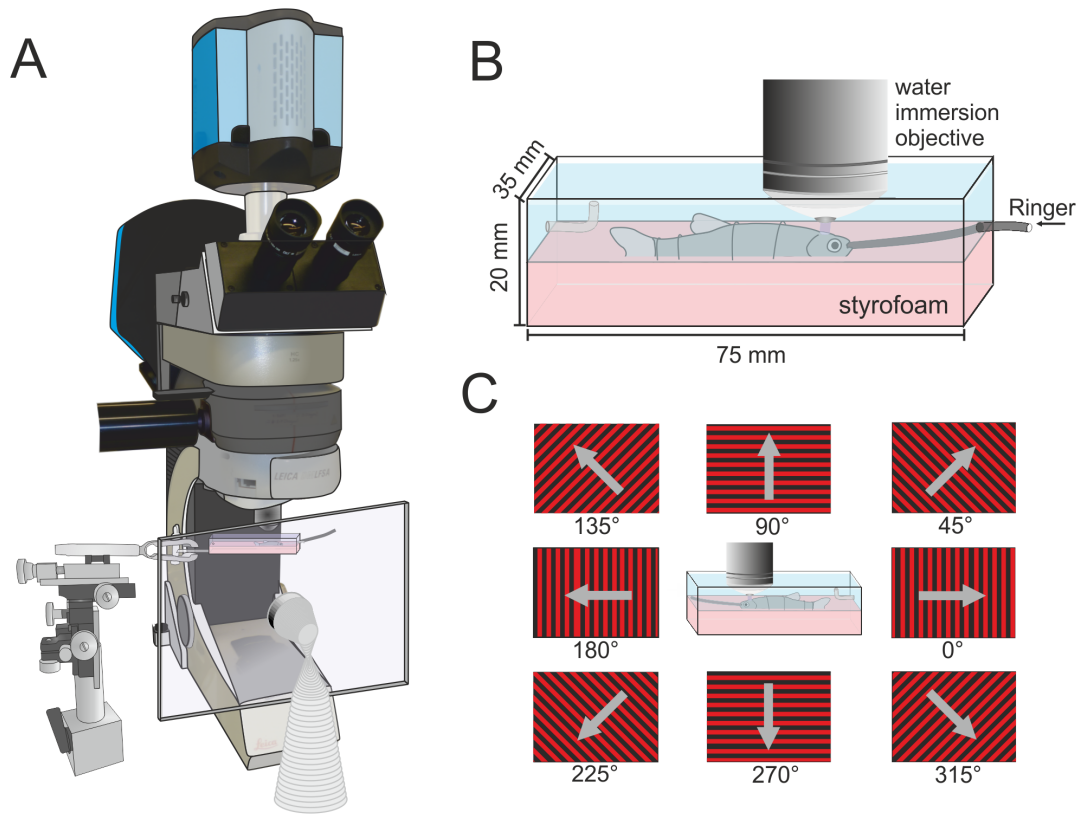 A
B
water
immersion
objective
35 mm
Ringer
20 mm
styrofoam
75 mm
C
LEICA
135°
90°
45°
180°
0°
225°
270°
315°